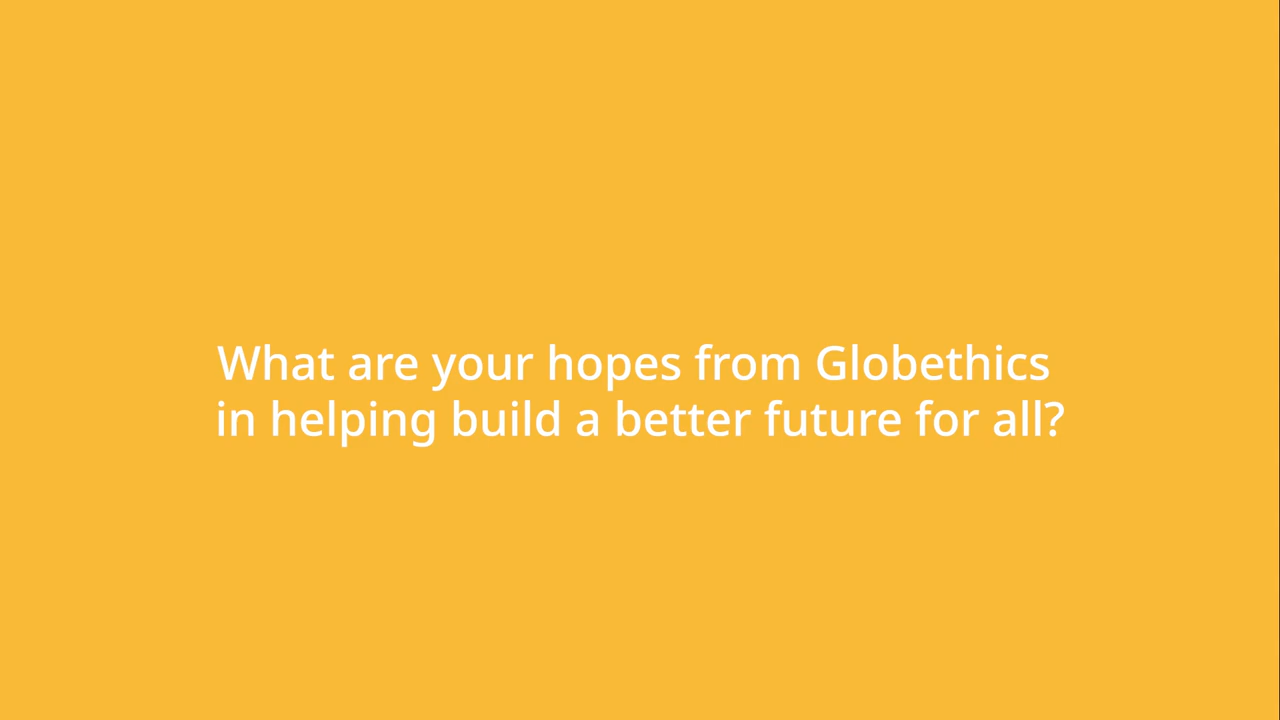 What are your hopes from Globethics
in helping build a better future for all?